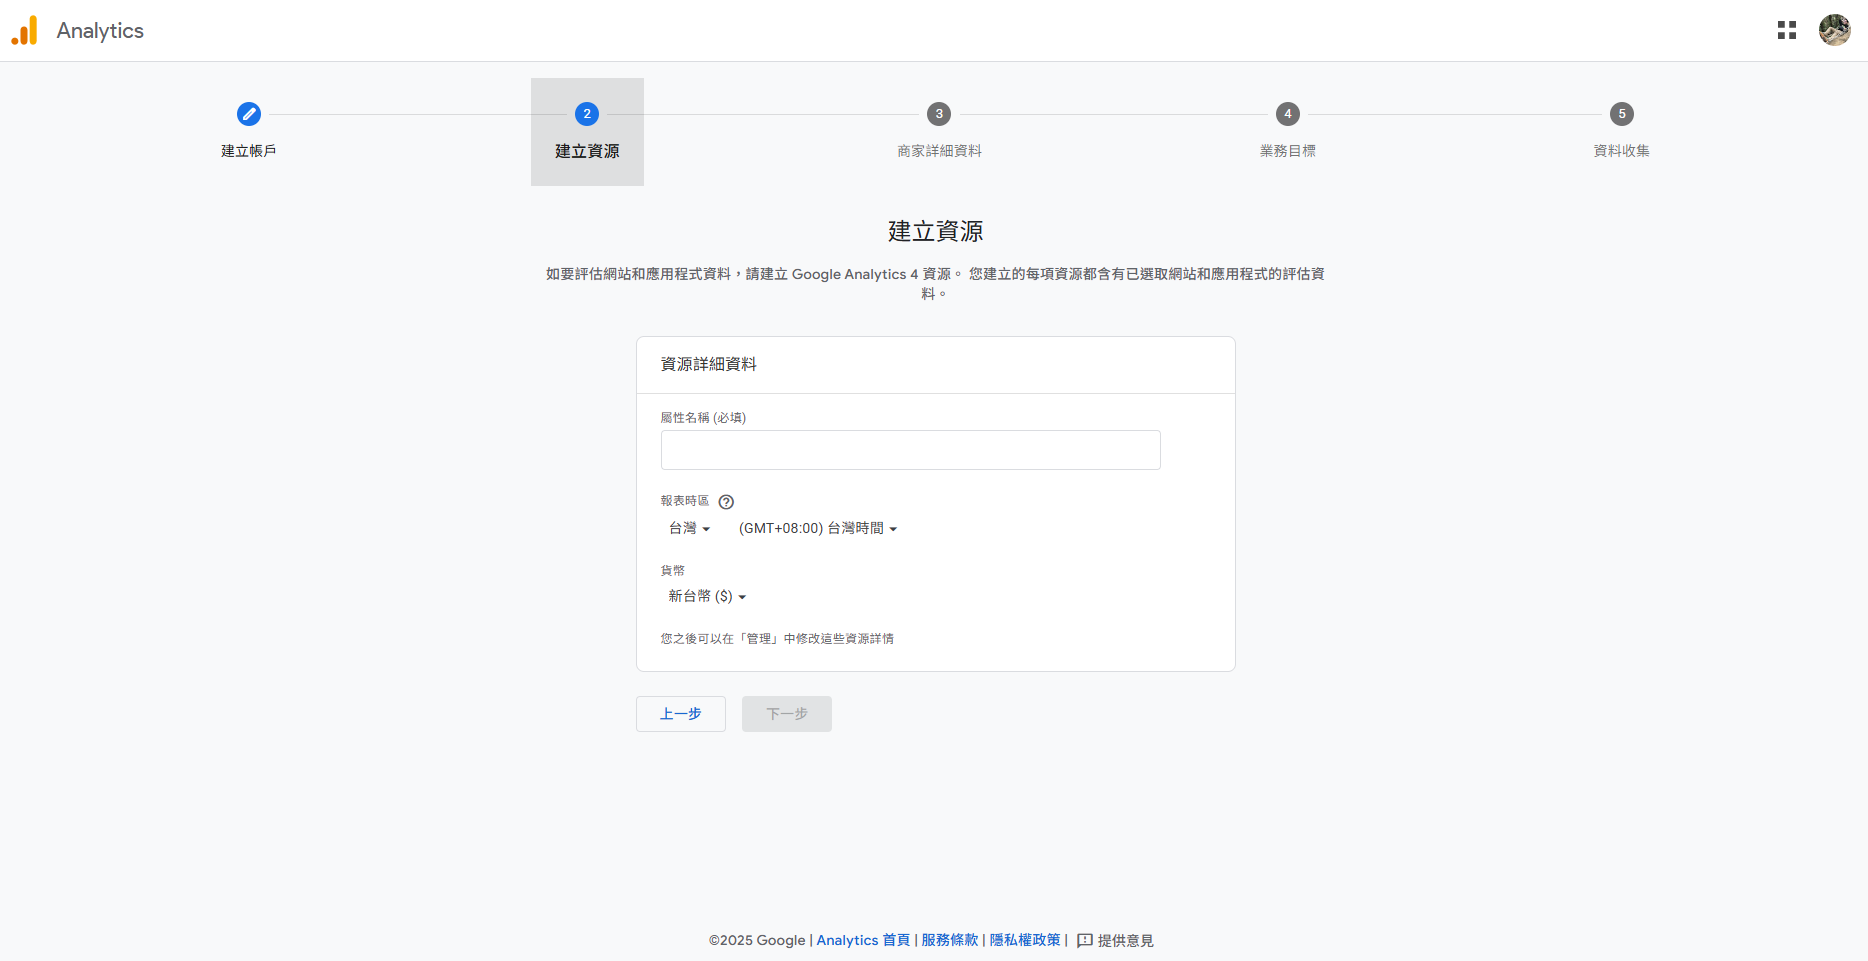 Analytics
2
3
4
5
建立帳戶
建立資源
商家詳細資料
業務目標
資料收集
建立資源
如要評估網站和應用程式資料，請建立 Google Analytics 4 資源。 您建立的每項資源都含有已選取網站和應用程式的評估資
料。
資源詳細資料
屬性名稱 (必填)
報表時區 ?
台灣 (GMT+08:00) 台灣時間
貨幣
新台幣 ($)
您之後可以在「管理」中修改這些資源詳情
上一步 下一步
©2025 Google | Analytics 首頁 | 服務條款 | 隱私權政策 | 提供意見